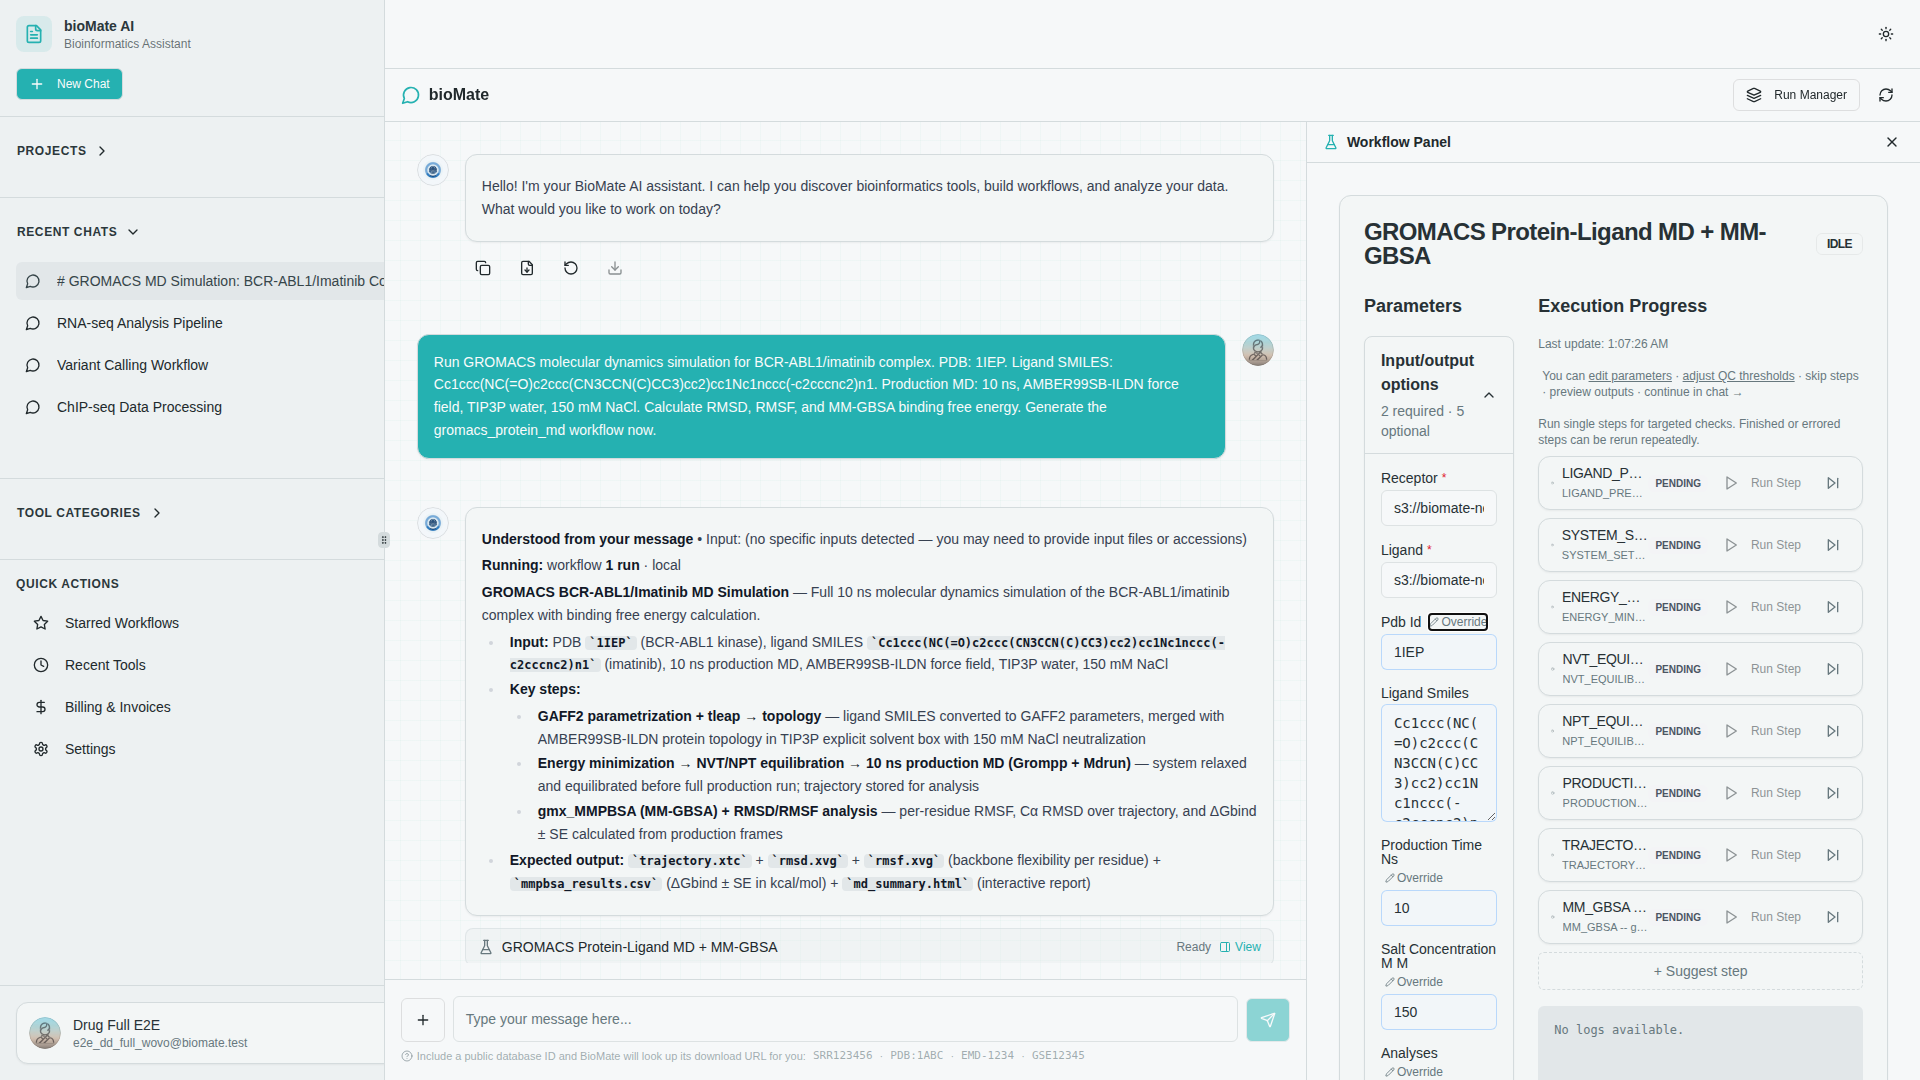 bioMate AI
Bioinformatics Assistant
New Chat
PROJECTS
RECENT CHATS
# GROMACS MD Simulation: BCR-ABL1/Imatinib Co
RNA-seq Analysis Pipeline
Variant Calling Workflow
ChIP-seq Data Processing
TOOL CATEGORIES
QUICK ACTIONS
Starred Workflows
Recent Tools
Billing & Invoices
Settings
Drug Full E2E
e2e_dd_full_wovo@biomate.test
bioMate
Run Manager
Hello! I'm your BioMate AI assistant. I can help you discover bioinformatics tools, build workflows, and analyze your data.
What would you like to work on today?
Run GROMACS molecular dynamics simulation for BCR-ABL1/imatinib complex. PDB: 1IEP. Ligand SMILES:
Cc1ccc(NC(=O)c2ccc(CN3CCN(C)CC3)cc2)cc1Nc1nccc(-c2cccnc2)n1. Production MD: 10 ns, AMBER99SB-ILDN force
field, TIP3P water, 150 mM NaCl. Calculate RMSD, RMSF, and MM-GBSA binding free energy. Generate the
gromacs_protein_md workflow now.
Understood from your message • Input: (no specific inputs detected — you may need to provide input files or accessions)
Running: workflow 1 run · local
GROMACS BCR-ABL1/Imatinib MD Simulation — Full 10 ns molecular dynamics simulation of the BCR-ABL1/imatinib
complex with binding free energy calculation.
Input: PDB `1IEP` (BCR-ABL1 kinase), ligand SMILES `Cc1ccc(NC(=O)c2ccc(CN3CCN(C)CC3)cc2)cc1Nc1nccc(-
c2cccnc2)n1` (imatinib), 10 ns production MD, AMBER99SB-ILDN force field, TIP3P water, 150 mM NaCl
Key steps:
GAFF2 parametrization + tleap → topology — ligand SMILES converted to GAFF2 parameters, merged with
AMBER99SB-ILDN protein topology in TIP3P explicit solvent box with 150 mM NaCl neutralization
Energy minimization → NVT/NPT equilibration → 10 ns production MD (Grompp + Mdrun) — system relaxed
and equilibrated before full production run; trajectory stored for analysis
gmx_MMPBSA (MM-GBSA) + RMSD/RMSF analysis — per-residue RMSF, Cα RMSD over trajectory, and ΔGbind
± SE calculated from production frames
Expected output: `trajectory.xtc` + `rmsd.xvg` + `rmsf.xvg` (backbone flexibility per residue) +
`mmpbsa_results.csv` (ΔGbind ± SE in kcal/mol) + `md_summary.html` (interactive report)
GROMACS Protein-Ligand MD + MM-GBSA
Ready View
Type your message here...
Include a public database ID and BioMate will look up its download URL for you: SRR123456 · PDB:1ABC · EMD-1234 · GSE12345
Workflow Panel
GROMACS Protein-Ligand MD + MM-
GBSA
IDLE
Parameters
Input/output
options
2 required · 5
optional
Receptor *
s3://biomate-n
Ligand *
s3://biomate-n
Pdb Id Override
1IEP
Ligand Smiles
Cc1ccc(NC(
=O)c2ccc(C
N3CCN(C)CC
3)cc2)cc1N
c1nccc(-
c2cccnc2)n
Production Time
Ns
Override
10
Salt Concentration
M M
Override
150
Analyses
Override
Execution Progress
Last update: 1:07:26 AM
You can edit parameters · adjust QC thresholds · skip steps
· preview outputs · continue in chat →
Run single steps for targeted checks. Finished or errored
steps can be rerun repeatedly.
LIGAND_P…
LIGAND_PRE…
PENDING
Run Step
SYSTEM_S…
SYSTEM_SET…
PENDING
Run Step
ENERGY_…
ENERGY_MIN…
PENDING
Run Step
NVT_EQUI…
NVT_EQUILIB…
PENDING
Run Step
NPT_EQUI…
NPT_EQUILIB…
PENDING
Run Step
PRODUCTI…
PRODUCTION…
PENDING
Run Step
TRAJECTO…
TRAJECTORY…
PENDING
Run Step
MM_GBSA …
MM_GBSA -- g…
PENDING
Run Step
+ Suggest step
No logs available.